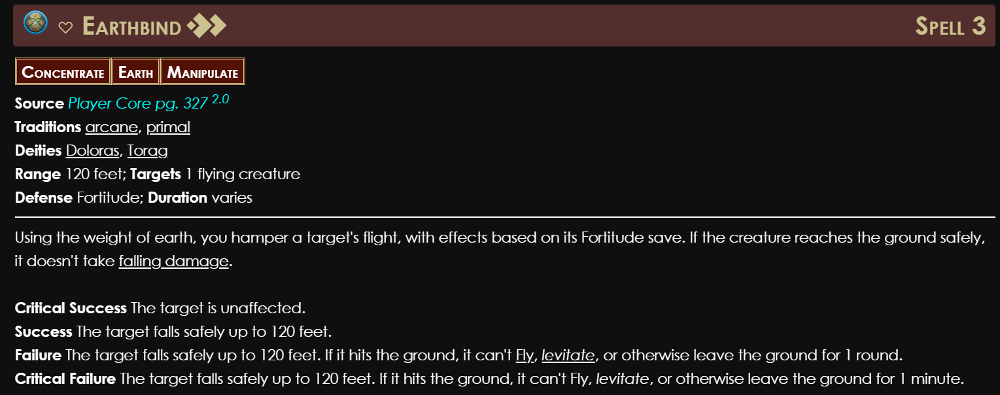 Earthbind Spell 3
Concentrate Earth Manipulate
Source Player Core pg. 327 2.0
Traditions arcane, primal
Deities Doloras, Torag
Range 120 feet; Targets 1 flying creature
Defense Fortitude; Duration varies
Using the weight of earth, you hamper a target's flight, with effects based on its Fortitude save. If the creature reaches the ground safely,
it doesn't take falling damage.
Critical Success The target is unaffected.
Success The target falls safely up to 120 feet.
Failure The target falls safely up to 120 feet. If it hits the ground, it can't Fly, levitate, or otherwise leave the ground for 1 round.
Critical Failure The target falls safely up to 120 feet. If it hits the ground, it can't Fly, levitate, or otherwise leave the ground for 1 minute.